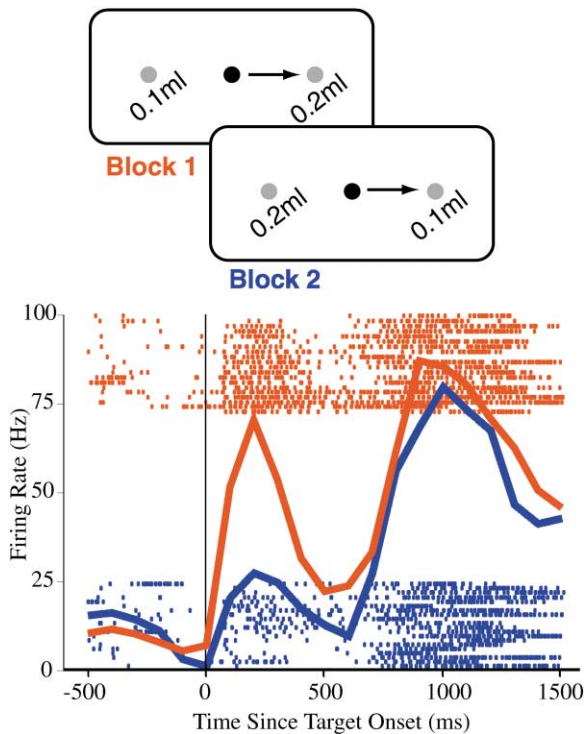 0.1ml
0.2ml
Block 1
0.2ml
0.1ml
Block 2
100
75
50
25
0
Firing Rate (Hz)
-500
0
500
1000
1500
Time Since Target Onset (ms)